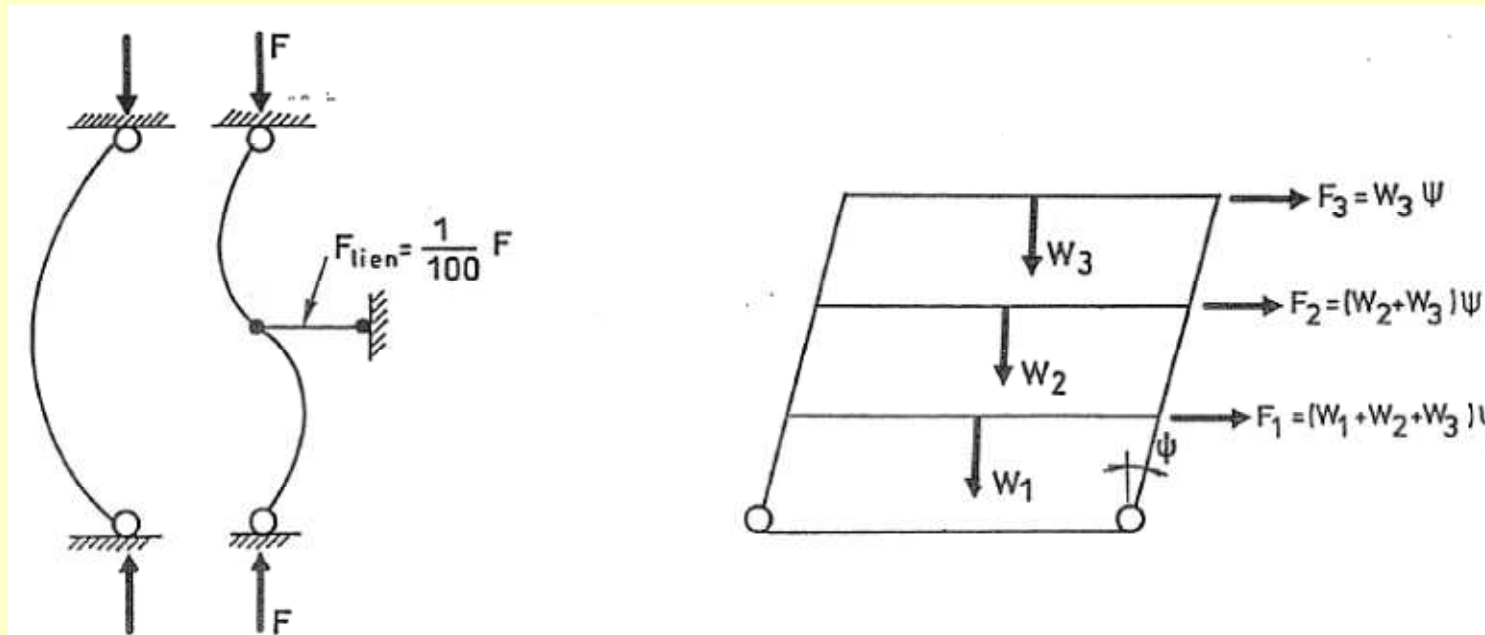 F
F_lien = 1/100 F
F
F₃ = W₃ Ψ
W₃
F₂ = (W₂+W₃)Ψ
W₂
F₁ = (W₁+W₂+W₃)
Ψ
W₁